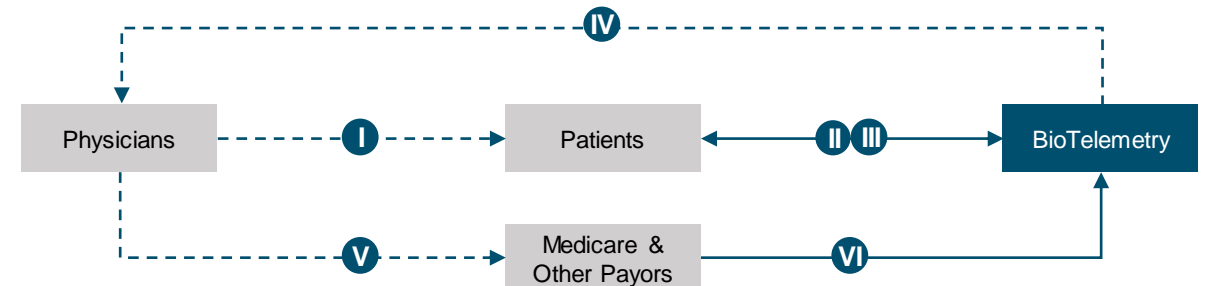 IV
Physicians
I
Patients
II
III
BioTelemetry
V
Medicare &
Other Payors
VI